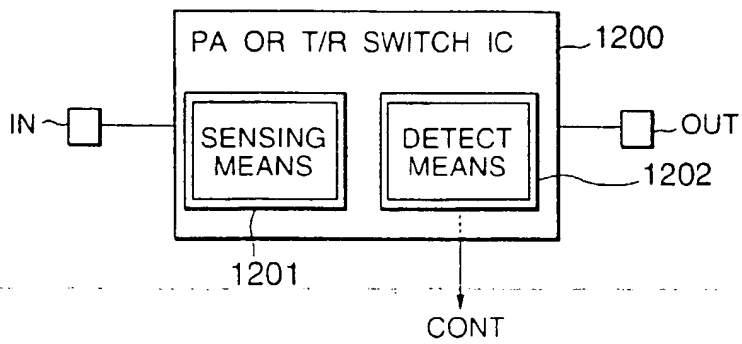 PA OR T/R SWITCH IC
1200
IN
SENSING
MEANS
DETECT
MEANS
OUT
1202
1201
CONT